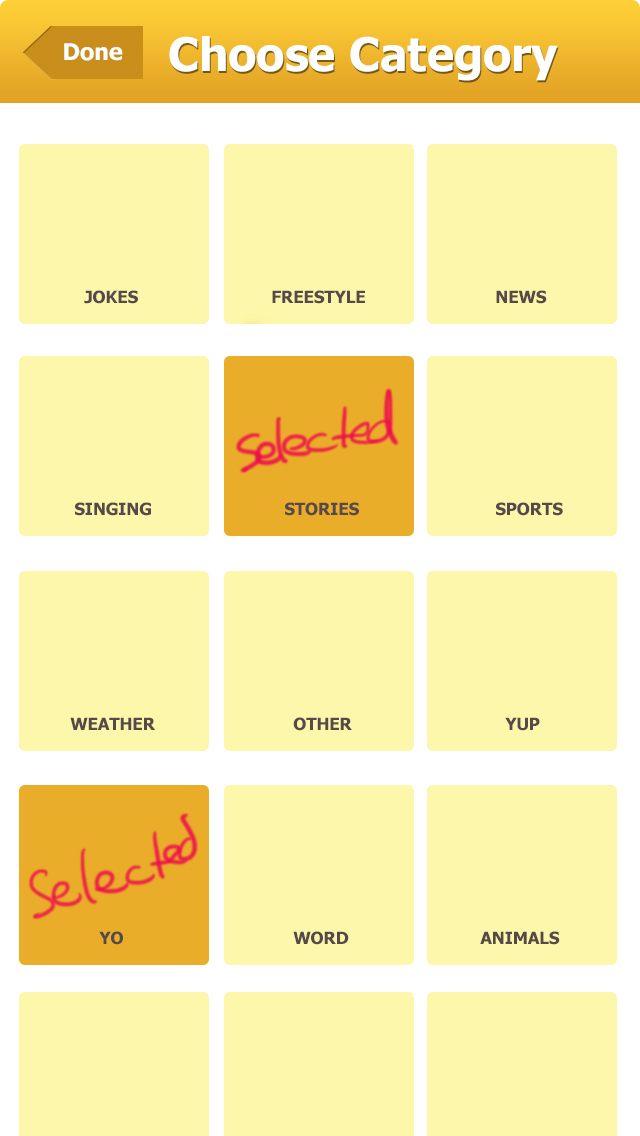 Done Choose Category
JOKES FREESTYLE NEWS
selected
SINGING STORIES SPORTS
WEATHER OTHER YUP
selected
YO WORD ANIMALS